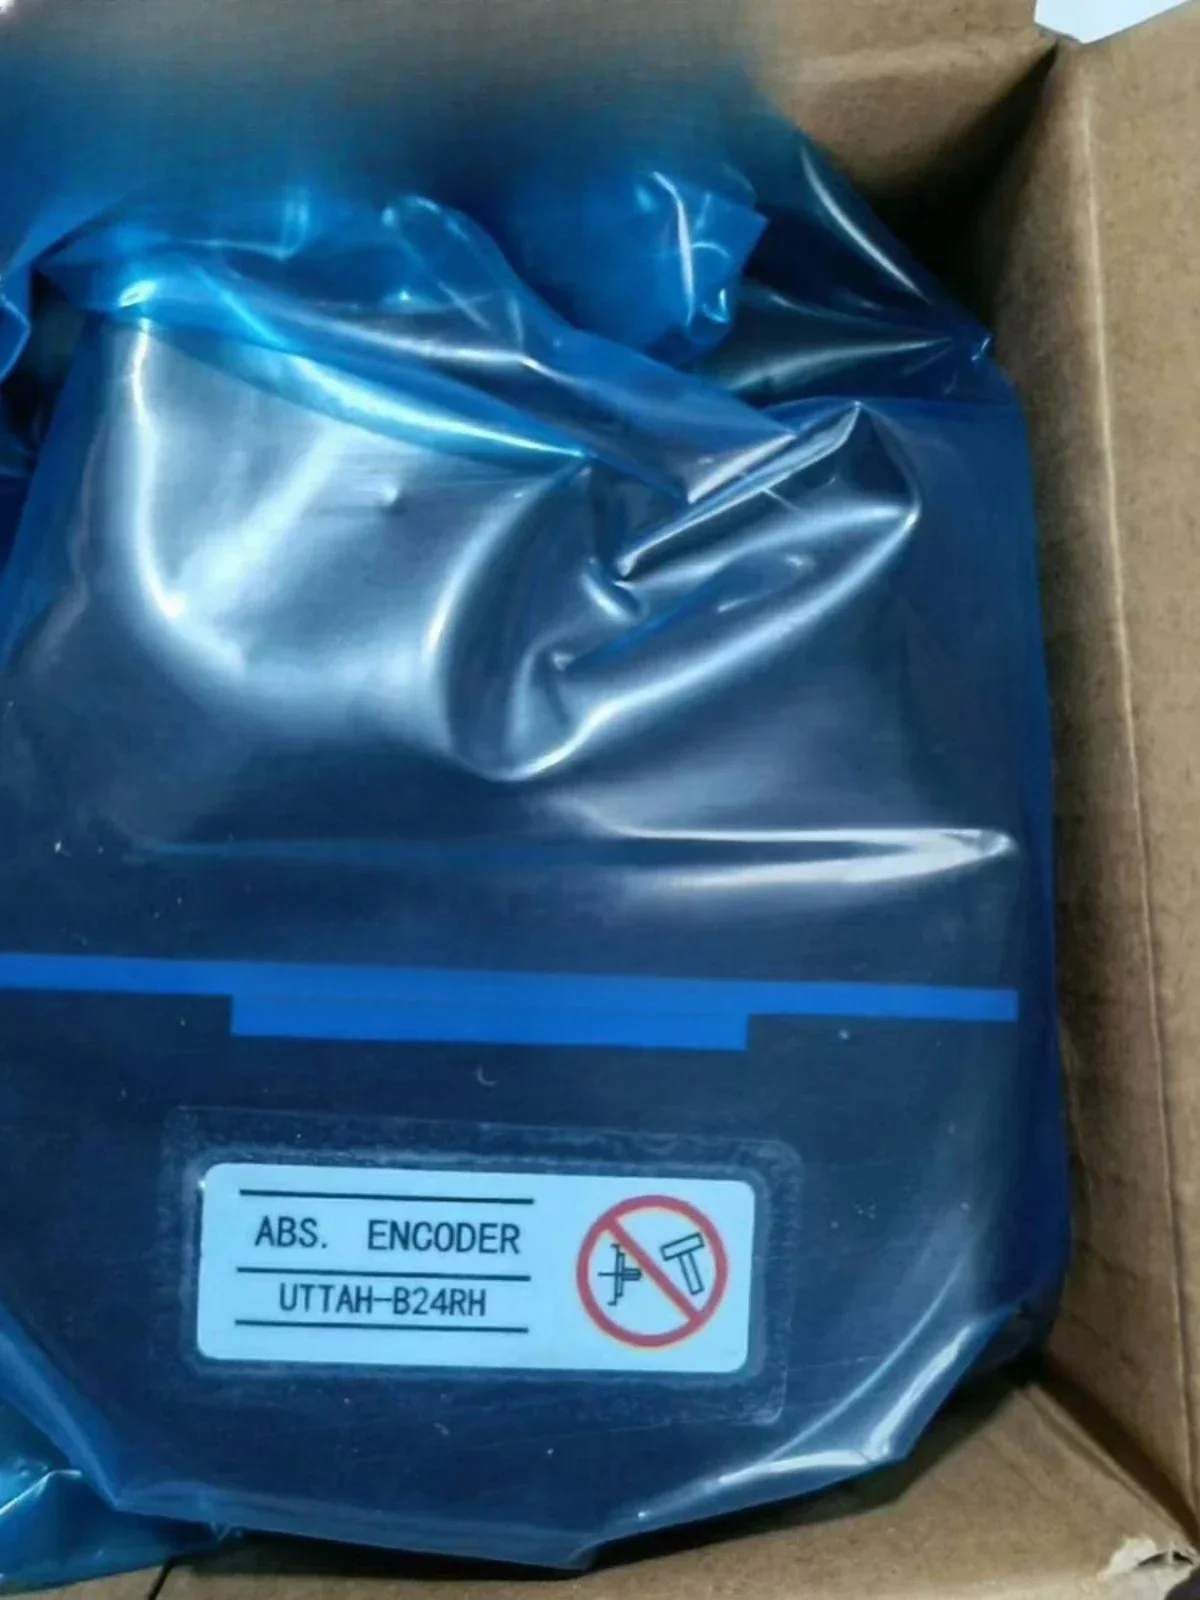 ABS. ENCODER
UTTAH-B24RH